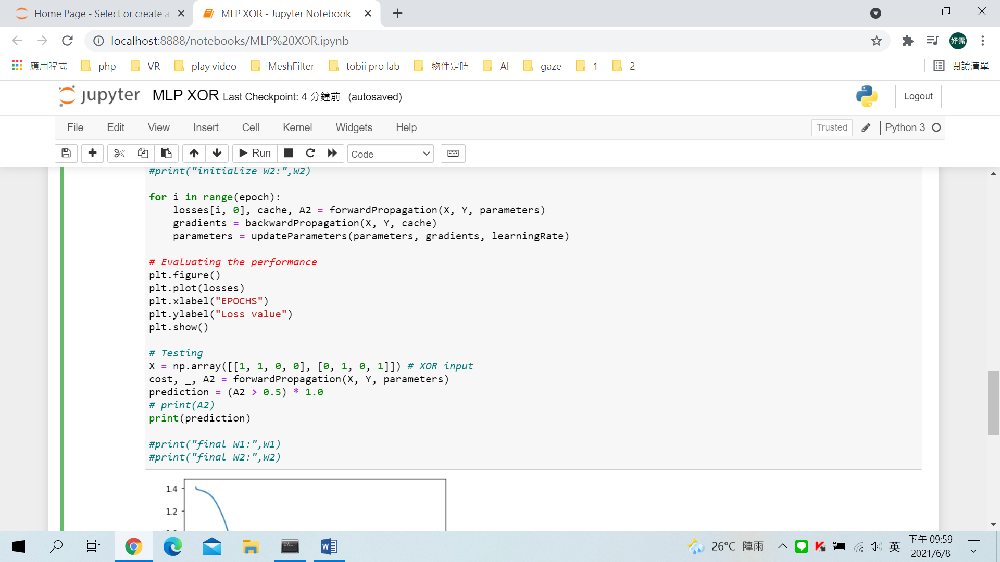 Home Page - Select or create a
MLP XOR - Jupyter Notebook
localhost:8888/notebooks/MLP%20XOR.ipynb
妤霈
應用程式 php VR play video MeshFilter tobii pro lab 物件定時 AI gaze 1 2 閱讀清單
jupyter MLP XOR Last Checkpoint: 4 分鐘前 (autosaved) Logout
File Edit View Insert Cell Kernel Widgets Help Trusted Python 3
Run Code
#print("initialize W2:",W2)
for i in range(epoch):
    losses[i, 0], cache, A2 = forwardPropagation(X, Y, parameters)
    gradients = backwardPropagation(X, Y, cache)
    parameters = updateParameters(parameters, gradients, learningRate)
# Evaluating the performance
plt.figure()
plt.plot(losses)
plt.xlabel("EPOCHS")
plt.ylabel("Loss value")
plt.show()
# Testing
X = np.array([[1, 1, 0, 0], [0, 1, 0, 1]]) # XOR input
cost, _, A2 = forwardPropagation(X, Y, parameters)
prediction = (A2 > 0.5) * 1.0
# print(A2)
print(prediction)
#print("final W1:",W1)
#print("final W2:",W2)
1.4
1.2
26°C 陣雨 英 下午 09:59
2021/6/8